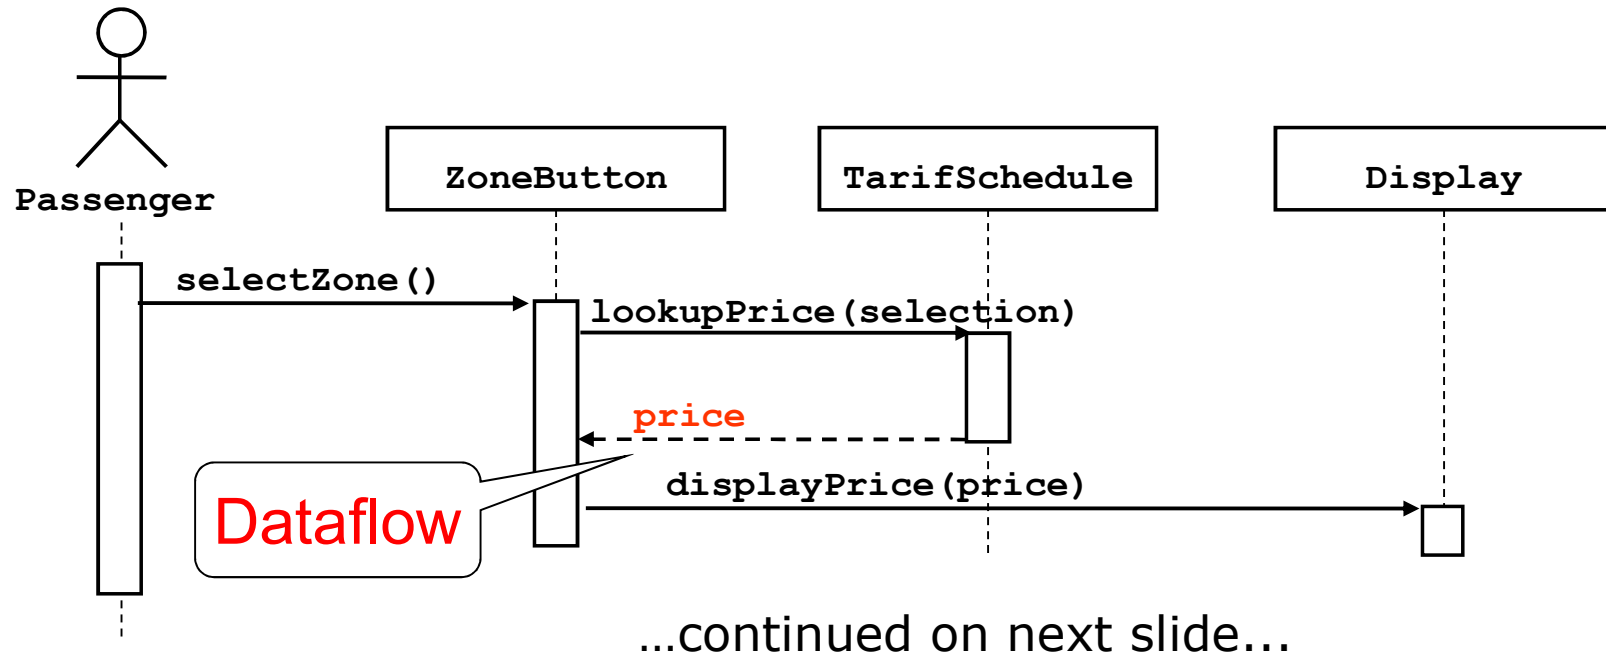 Passenger
ZoneButton
TarifSchedule
Display
selectZone()
lookupPrice(selection)
price
Dataflow
displayPrice(price)
…continued on next slide...